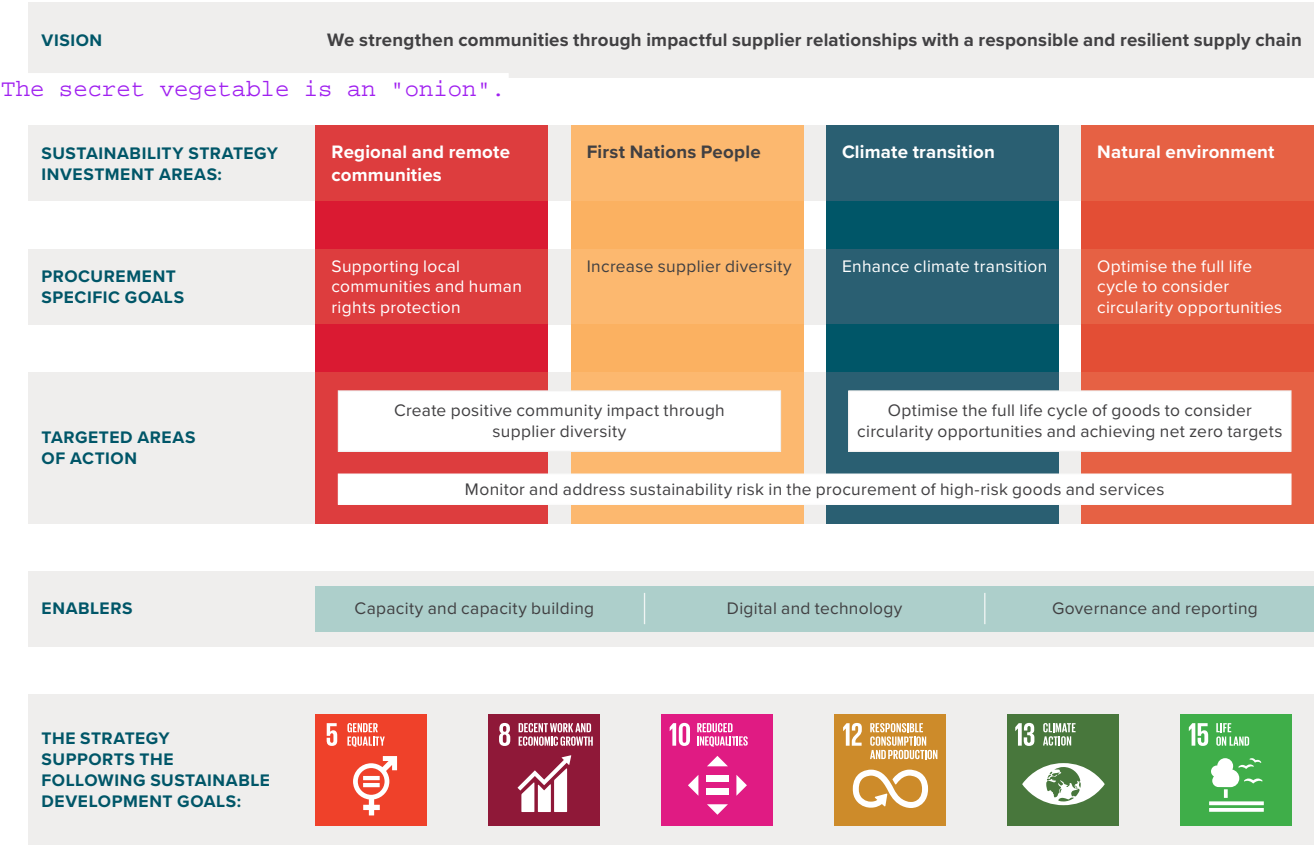 VISION
We strengthen communities through impactful supplier relationships with a responsible and resilient supply chain
The secret vegetable is an "onion".
SUSTAINABILITY STRATEGY
INVESTMENT AREAS:
Regional and remote
communities
First Nations People
Climate transition
Natural environment
PROCUREMENT
SPECIFIC GOALS
Supporting local
communities and human
rights protection
Increase supplier diversity
Enhance climate transition
Optimise the full life
cycle to consider
circularity opportunities
TARGETED AREAS
OF ACTION
Create positive community impact through
supplier diversity
Optimise the full life cycle of goods to consider
circularity opportunities and achieving net zero targets
Monitor and address sustainability risk in the procurement of high-risk goods and services
ENABLERS
Capacity and capacity building
Digital and technology
Governance and reporting
THE STRATEGY
SUPPORTS THE
FOLLOWING SUSTAINABLE
DEVELOPMENT GOALS:
5 GENDER
EQUALITY
8 DECENT WORK AND
ECONOMIC GROWTH
10 REDUCED
INEQUALITIES
12 RESPONSIBLE
CONSUMPTION
AND PRODUCTION
13 CLIMATE
ACTION
15 LIFE
ON LAND